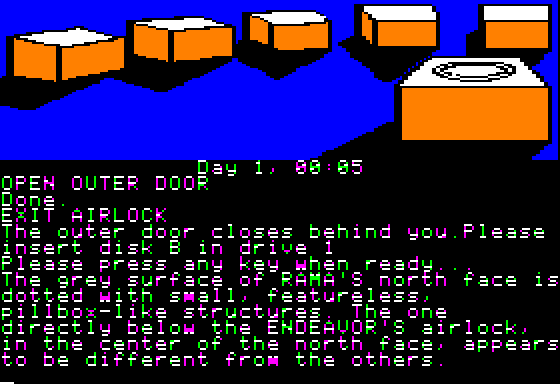 Day 1, 00:05
OPEN OUTER DOOR
Done.
EXIT AIRLOCK
The outer door closes behind you.Please
insert disk B in drive 1
Please press any key when ready...
The grey surface of RAMA'S north face is
dotted with small, featureless,
pillbox-like structures. The one
directly below the ENDEAVOR'S airlock,
in the center of the north face, appears
to be different from the others.